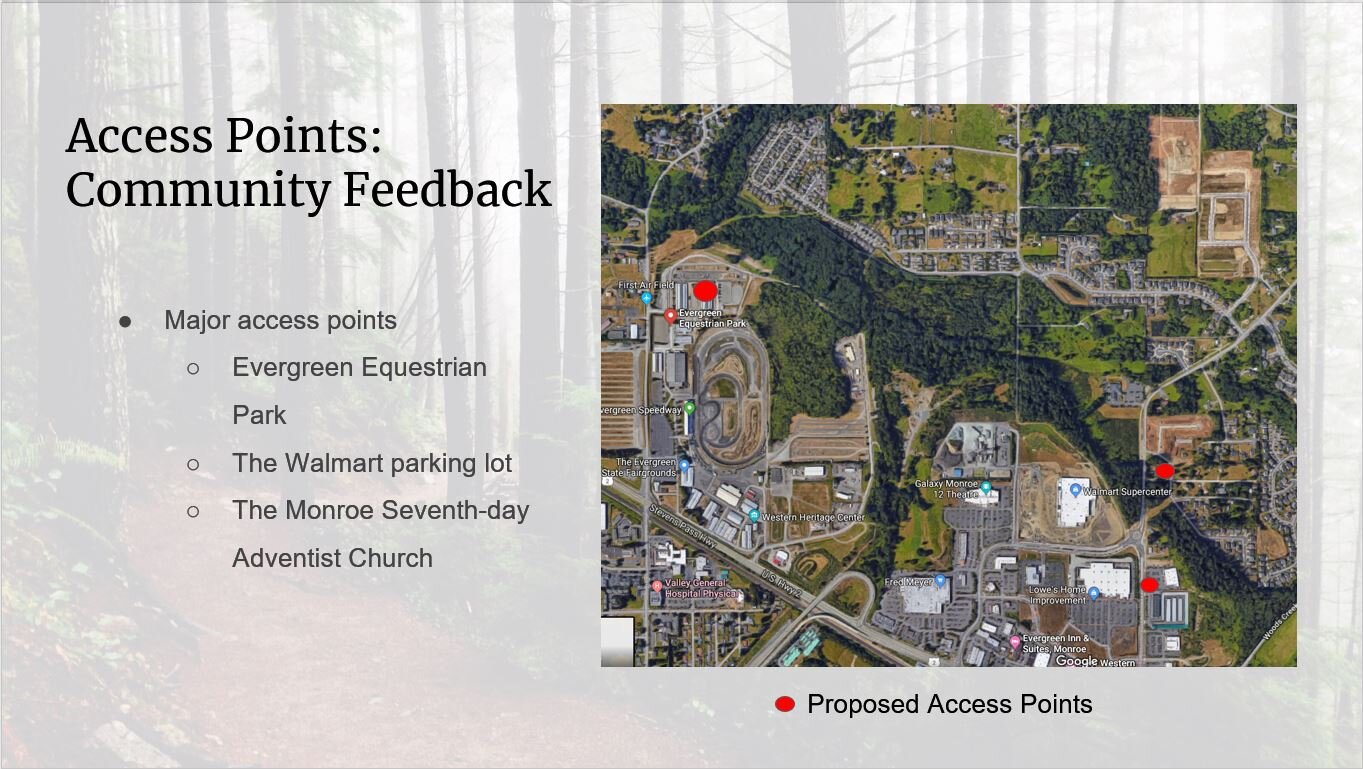 Access Points:
Community Feedback
● Major access points
○ Evergreen Equestrian
Park
○ The Walmart parking lot
○ The Monroe Seventh-day
Adventist Church
First Air Field
Evergreen
Equestrian Park
vergreen Speedway
The Evergreen
State Fairgrounds
2
Stevens Pass Hwy
Western Heritage Center
U.S. Hwy 2
Valley General
Hospital Physical
Galaxy Monroe
12 Theatre
Walmart Supercenter
Fred Meyer
Lowe's Home
Improvement
Evergreen Inn &
Suites, Monroe
2
Google
Western
Woods Creek
Proposed Access Points